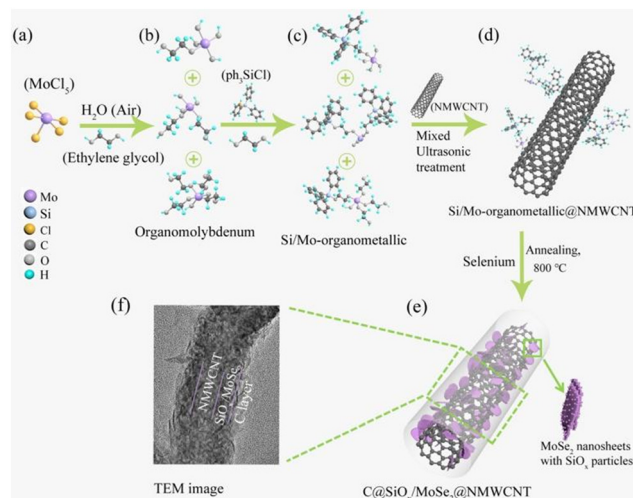 (a)
(b)
(c)
(d)
(MoCl5)
H2O (Air)
(Ethylene glycol)
(ph3SiCl)
(NMWCNT)
Mixed
Ultrasonic
treatment
Mo
Si
Cl
C
O
H
Organomolybdenum
Si/Mo-organometallic
Si/Mo-organometallic@NMWCNT
Selenium
Annealing,
800 °C
(f)
(e)
NMWCNT
SiOx/MoSe2
C layer
TEM image
C@SiOx/MoSe2@NMWCNT
MoSe2 nanosheets
with SiOx particles